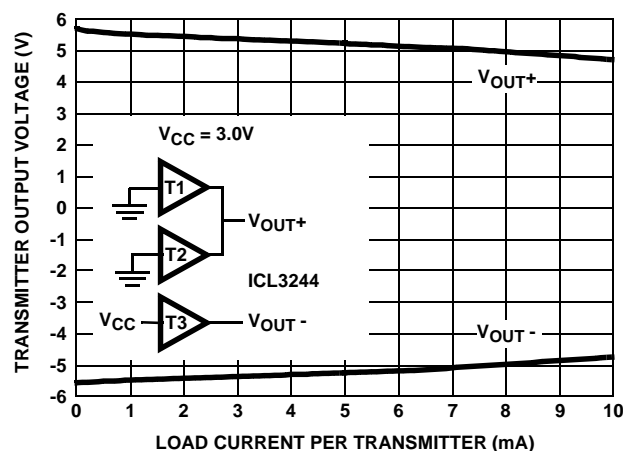 TRANSMITTER OUTPUT VOLTAGE (V)
6
5
4
3
2
1
0
-1
-2
-3
-4
-5
-6
VOUT+
VCC = 3.0V
T1
VOUT+
T2
ICL3244
VCC
T3
VOUT -
VOUT -
0 1 2 3 4 5 6 7 8 9 10
LOAD CURRENT PER TRANSMITTER (mA)